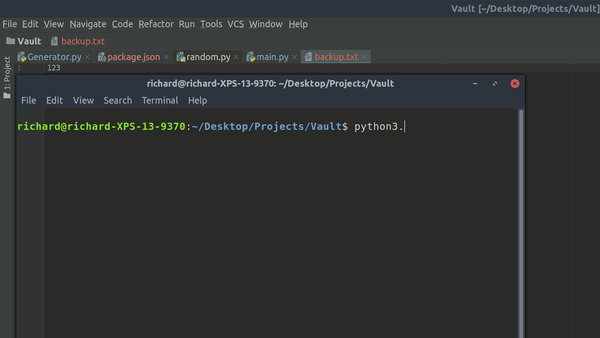 Vault [~/Desktop/Projects/Vault]
File Edit View Navigate Code Refactor Run Tools VCS Window Help
Vault backup.txt
Generator.py package.json random.py main.py backup.txt
1: Project
1 123
richard@richard-XPS-13-9370: ~/Desktop/Projects/Vault
File Edit View Search Terminal Help
richard@richard-XPS-13-9370:~/Desktop/Projects/Vault$ python3.